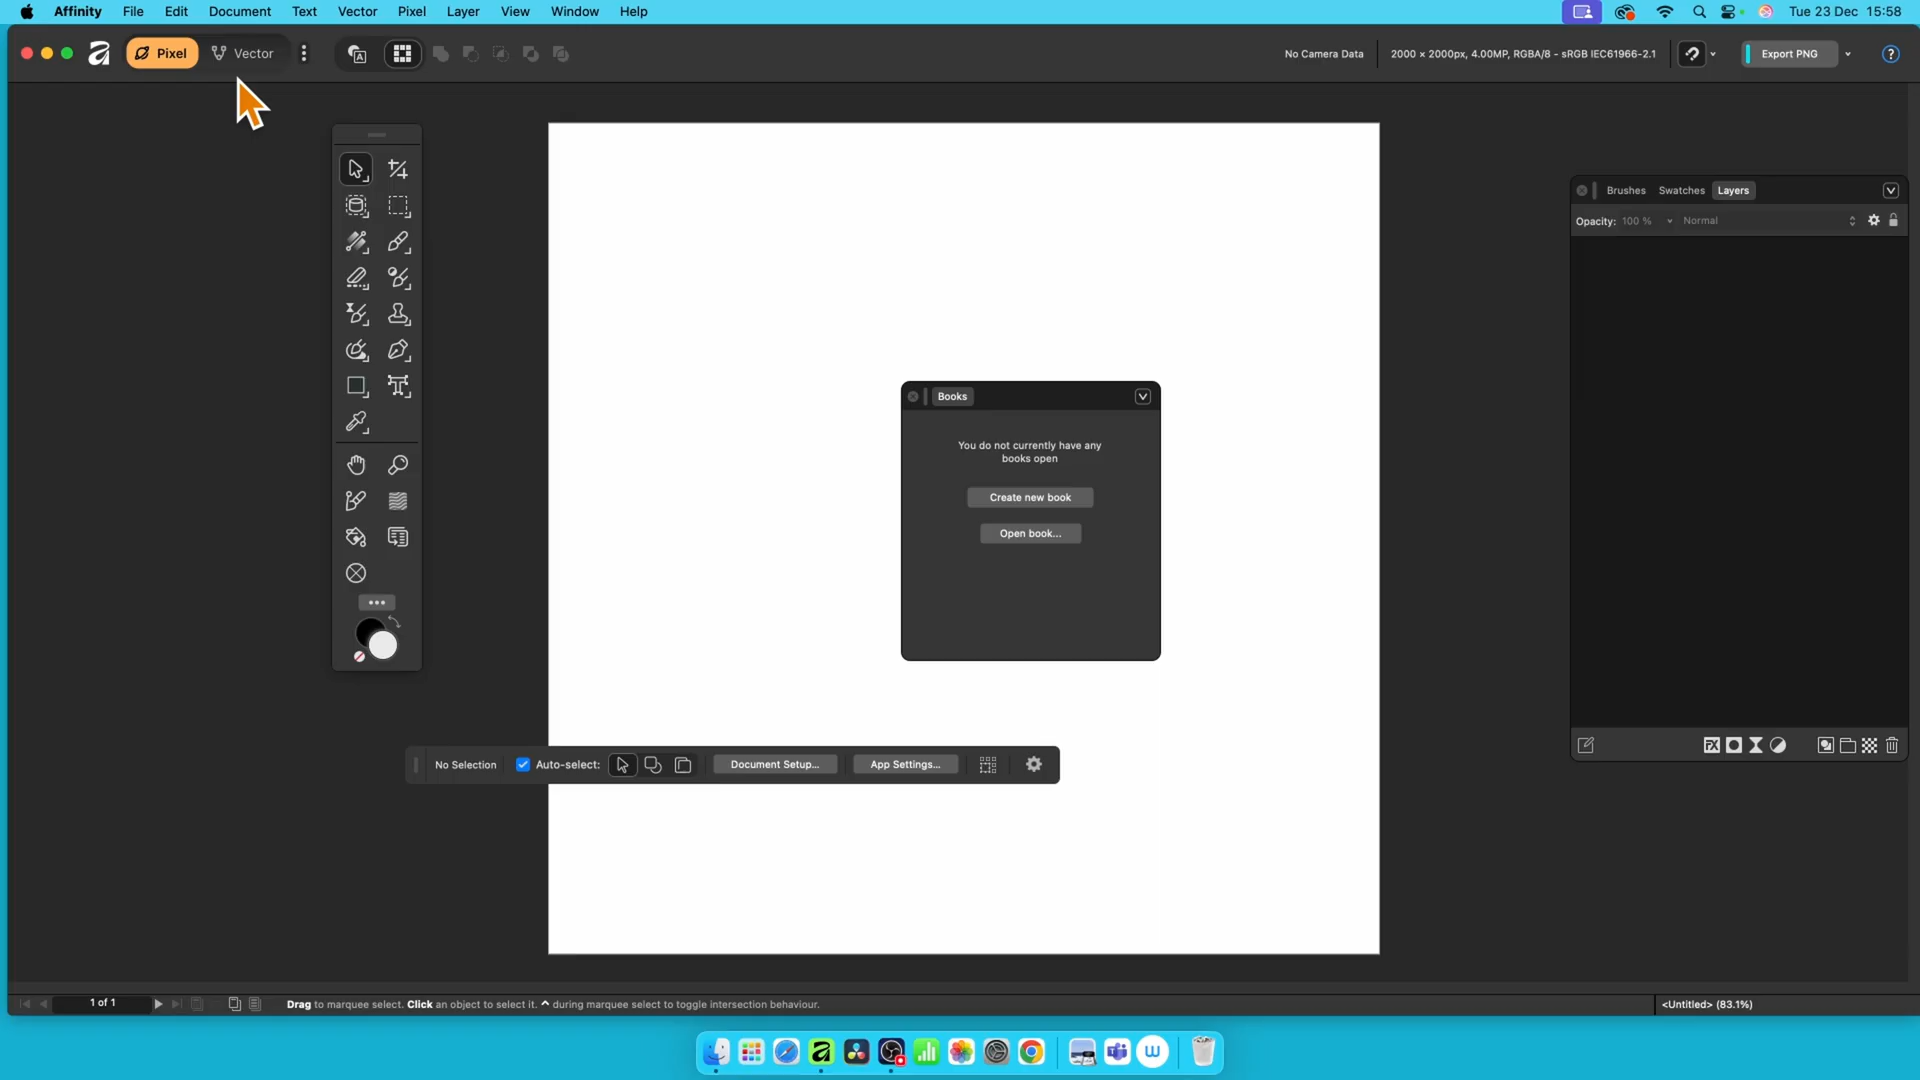 Affinity File Edit Document Text Vector Pixel Layer View Window Help
Tue 23 Dec 15:58
Pixel Vector
No Camera Data
2000 × 2000px, 4.00MP, RGBA/8 - sRGB IEC61966-2.1
Export PNG
Brushes Swatches Layers
Opacity: 100 % Normal
Books
You do not currently have any
books open
Create new book
Open book...
No Selection Auto-select: Document Setup... App Settings...
1 of 1
Drag to marquee select. Click an object to select it. ^ during marquee select to toggle intersection behaviour.
<Untitled> (83.1%)